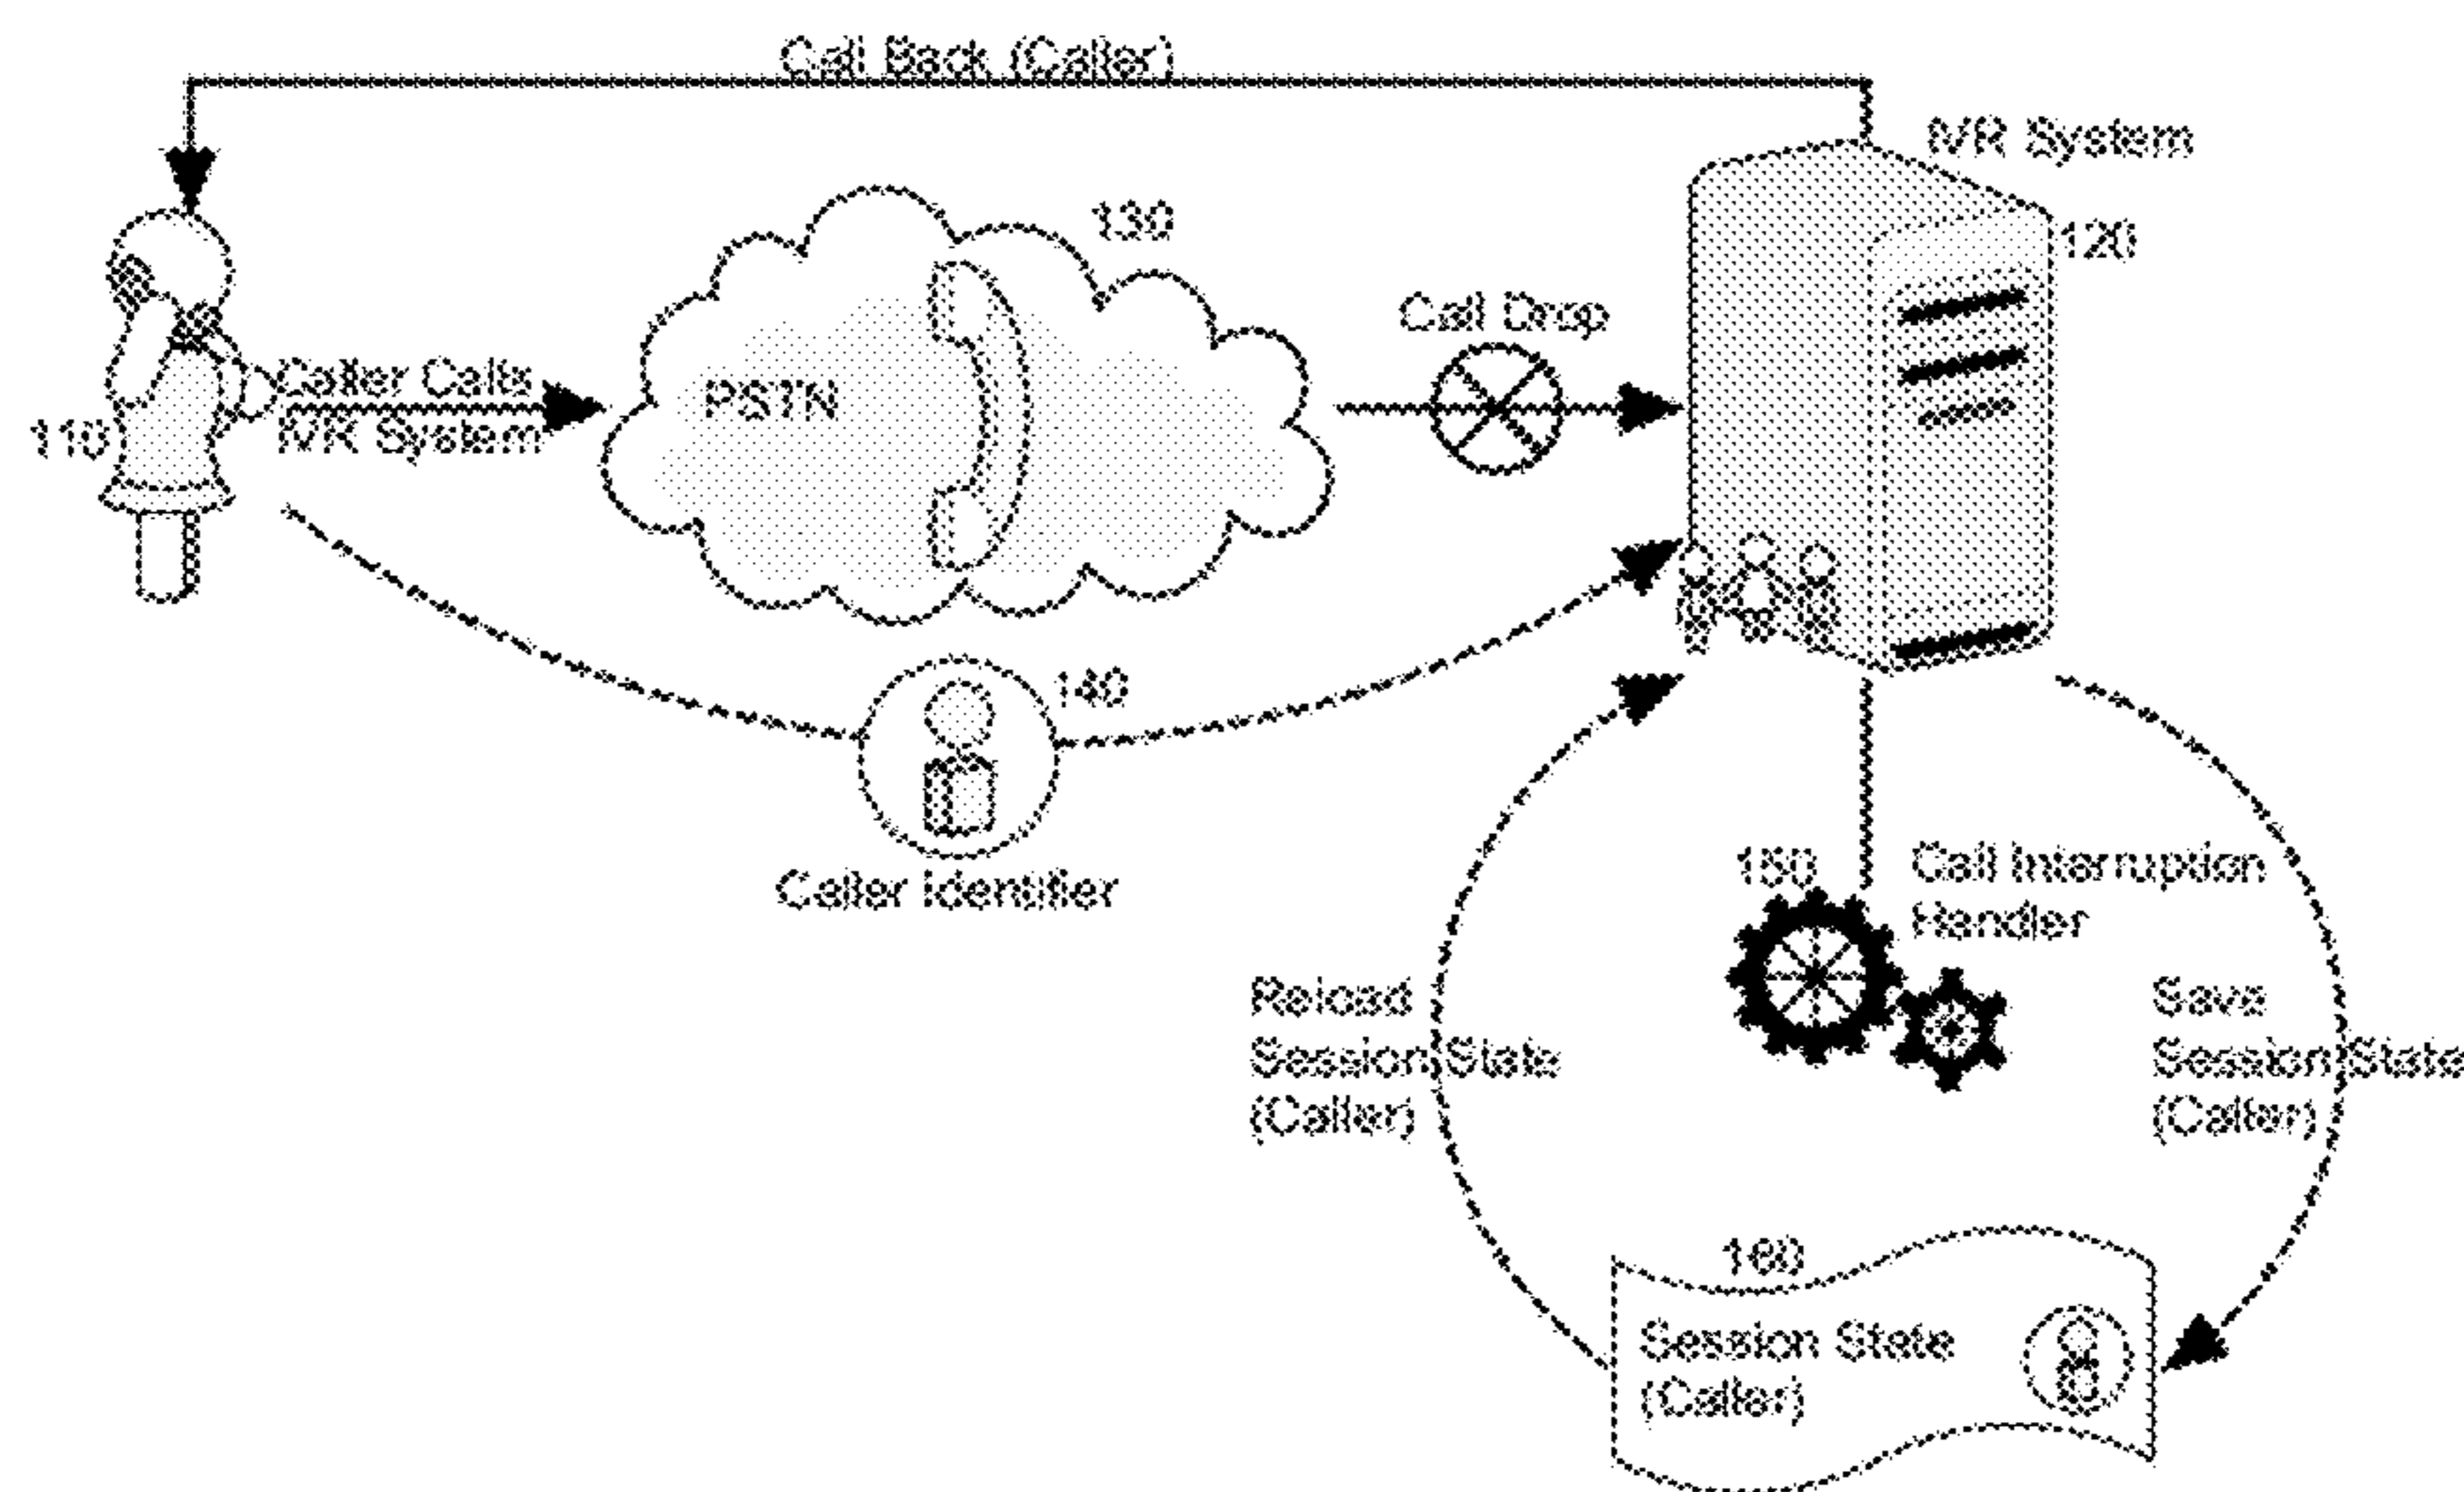 Call Back (Caller)
IVR System
130
120
Call Drop
Caller Calls
IVR System
PSTN
110
140
Caller Identifier
150
Call Interruption
Handler
Reload
Session State
(Caller)
Save
Session State
(Caller)
160
Session State
(Caller)